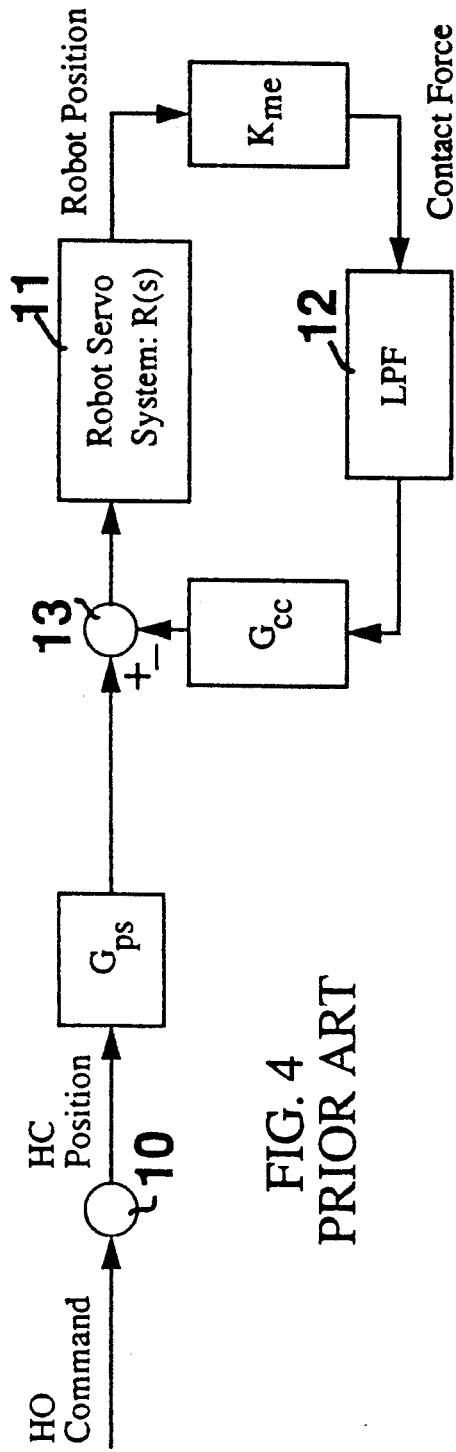 HO
Command
HC
Position
10
G_ps
+
−
13
11
Robot Servo
System: R(s)
Robot Position
K_me
Contact Force
12
LPF
G_cc
FIG. 4
PRIOR ART